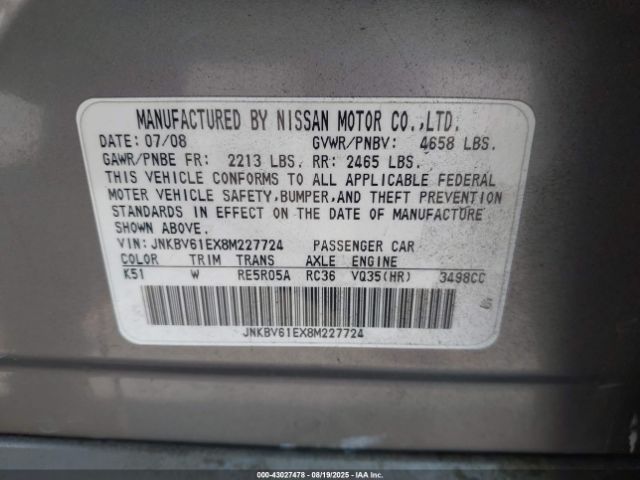 MANUFACTURED BY NISSAN MOTOR CO.,LTD.
DATE: 07/08 GVWR/PNBV: 4658 LBS.
GAWR/PNBE FR: 2213 LBS. RR: 2465 LBS.
THIS VEHICLE CONFORMS TO ALL APPLICABLE FEDERAL
MOTOR VEHICLE SAFETY,BUMPER,AND THEFT PREVENTION
STANDARDS IN EFFECT ON THE DATE OF MANUFACTURE
SHOWN ABOVE.
VIN: JNKBV61EX8M227724 PASSENGER CAR
COLOR TRIM TRANS AXLE ENGINE
K51 W RE5R05A RC36 VQ35(HR) 3498CC
JNKBV61EX8M227724
000-43027478 - 08/19/2025 - IAAI.COM